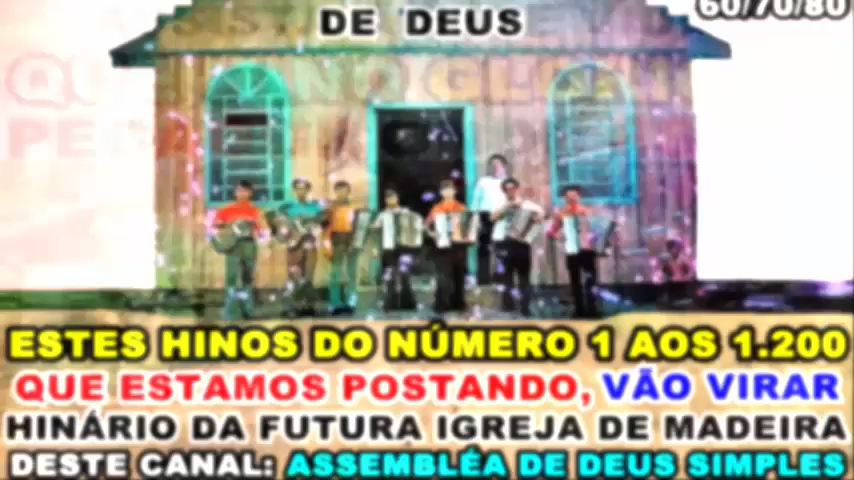 60/70/80
DE DEUS
ESTES HINOS DO NÚMERO 1 AOS 1.200
QUE ESTAMOS POSTANDO, VÃO VIRAR
HINÁRIO DA FUTURA IGREJA DE MADEIRA
DESTE CANAL: ASSEMBLÉA DE DEUS SIMPLES